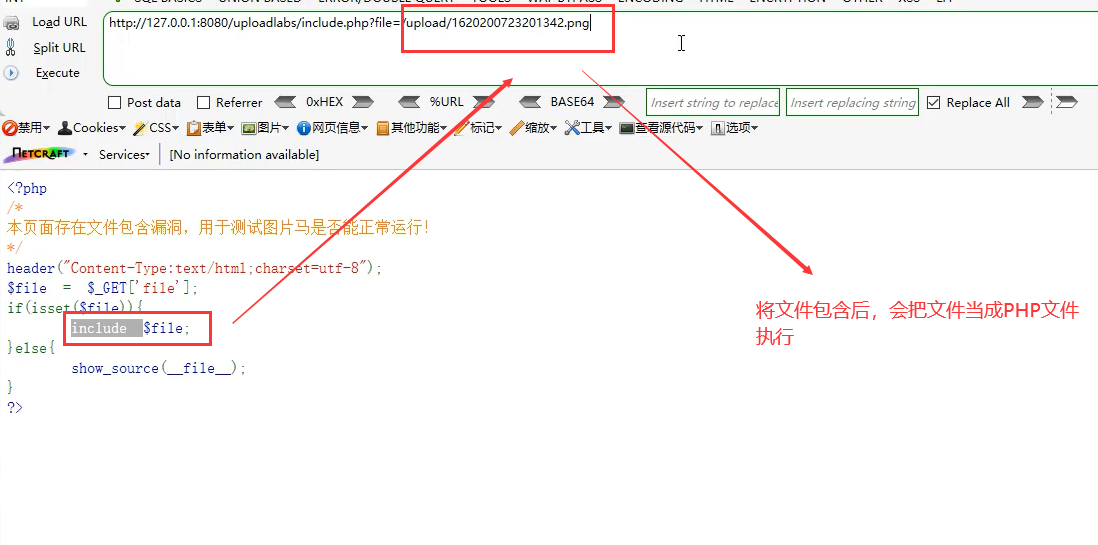 Load URL
http://127.0.0.1:8080/uploadlabs/include.php?file=/upload/1620200723201342.png
Split URL
Execute
Post data Referrer 0xHEX %URL BASE64 Insert string to replace Insert replacing string Replace All
禁用 Cookies CSS 表单 图片 网页信息 其他功能 标记 缩放 工具 查看源代码 选项
NETCRAFT Services [No information available]
<?php
/*
本页面存在文件包含漏洞，用于测试图片马是否能正常运行！
*/
header("Content-Type:text/html;charset=utf-8");
$file = $_GET['file'];
if(isset($file)){
include $file;
}else{
show_source(__file__);
}
?>
将文件包含后，会把文件当成PHP文件
执行